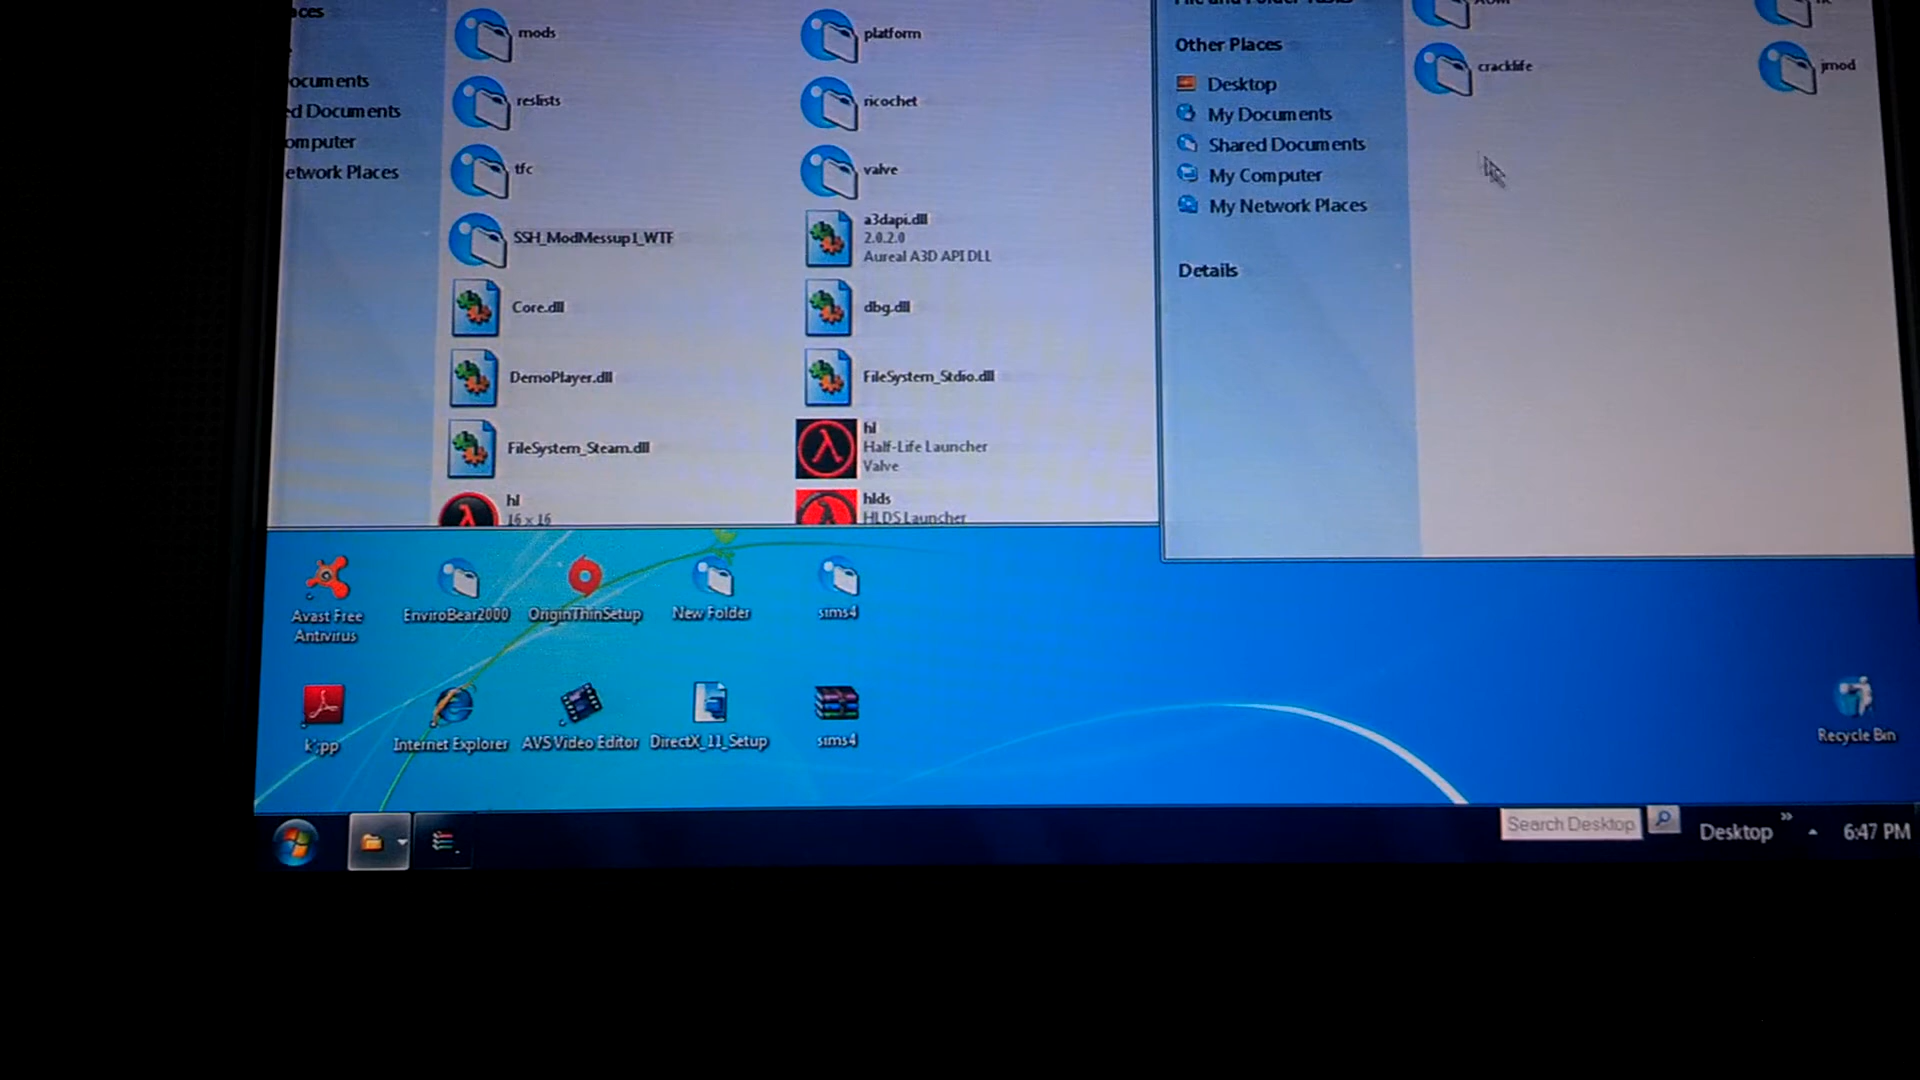 mods
platform
reslists
ricochet
tfc
valve
SSH_ModMessup1_WTF
a3dapi.dll
2.0.2.0
Aureal A3D API DLL
Core.dll
dbg.dll
DemoPlayer.dll
FileSystem_Stdio.dll
FileSystem_Steam.dll
hl
Half-Life Launcher
Valve
hl
16 x 16
hlds
HLDS Launcher
ocuments
ed Documents
omputer
etwork Places
Other Places
Desktop
My Documents
Shared Documents
My Computer
My Network Places
Details
cracklife
jmod
Avast Free
Antivirus
EnviroBear2000
OriginThinSetup
New Folder
sims4
Internet Explorer
AVS Video Editor
DirectX_11_Setup
sims4
Recycle Bin
Search Desktop
Desktop
6:47 PM